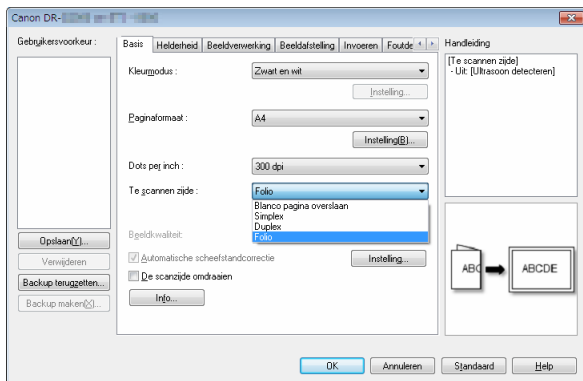 Canon DR-
Gebruikersvoorkeur :
Basis
Helderheid
Beeldverwerking
Beeldafstelling
Invoeren
Foutde
Handleiding
Kleurmodus :
Zwart en wit
Instelling...
Paginaformaat :
A4
Instelling(B)...
Dots per inch :
300 dpi
Te scannen zijde :
Folio
Blanco pagina overslaan
Simplex
Duplex
Folio
Beeldkwaliteit:
Automatische scheefstandcorrectie
Instelling...
De scanzijde omdraaien
Info...
[Te scannen zijde]
- Uit: [Ultrasoon detecteren]
Opslaan(Y)...
Verwijderen
Backup terugzetten...
Backup maken(X)...
ABC
ABCDE
OK
Annuleren
Standaard
Help